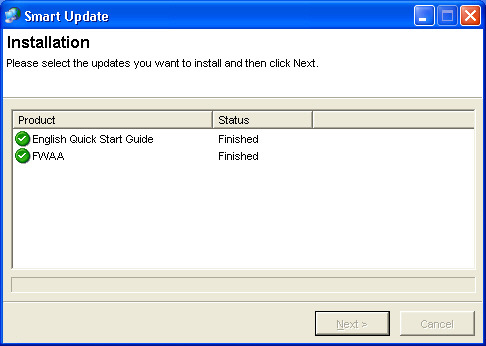 Smart Update
Installation
Please select the updates you want to install and then click Next.
Product Status
English Quick Start Guide Finished
FWAA Finished
Next > Cancel